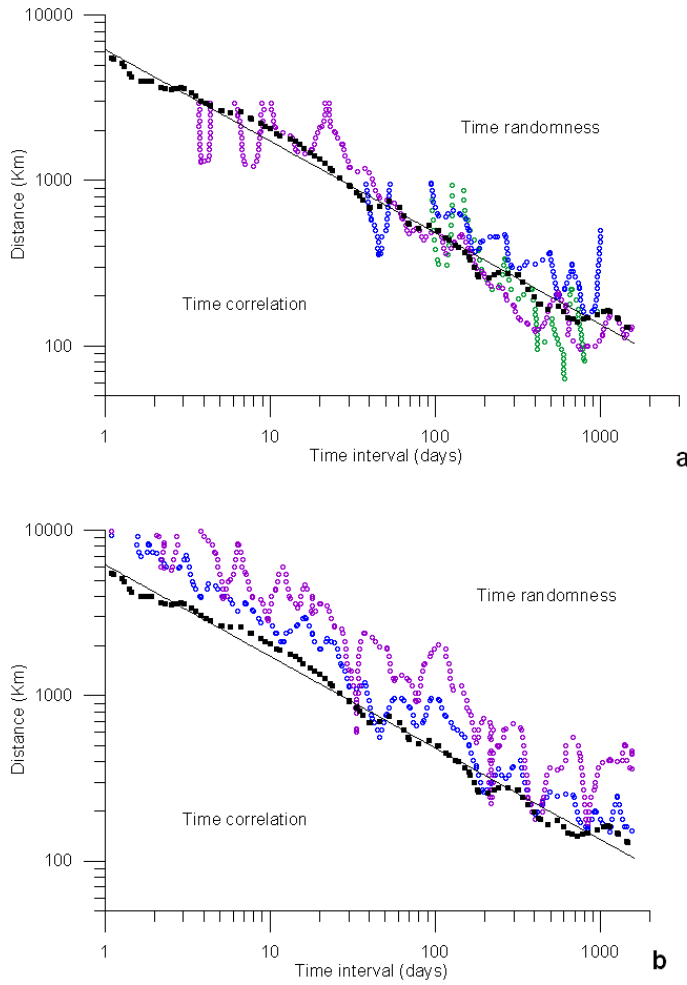 10000
Time randomness
1000
Distance (Km)
Time correlation
100
1
10
100
1000
Time interval (days)
a
10000
Time randomness
1000
Distance (Km)
Time correlation
100
1
10
100
1000
Time interval (days)
b